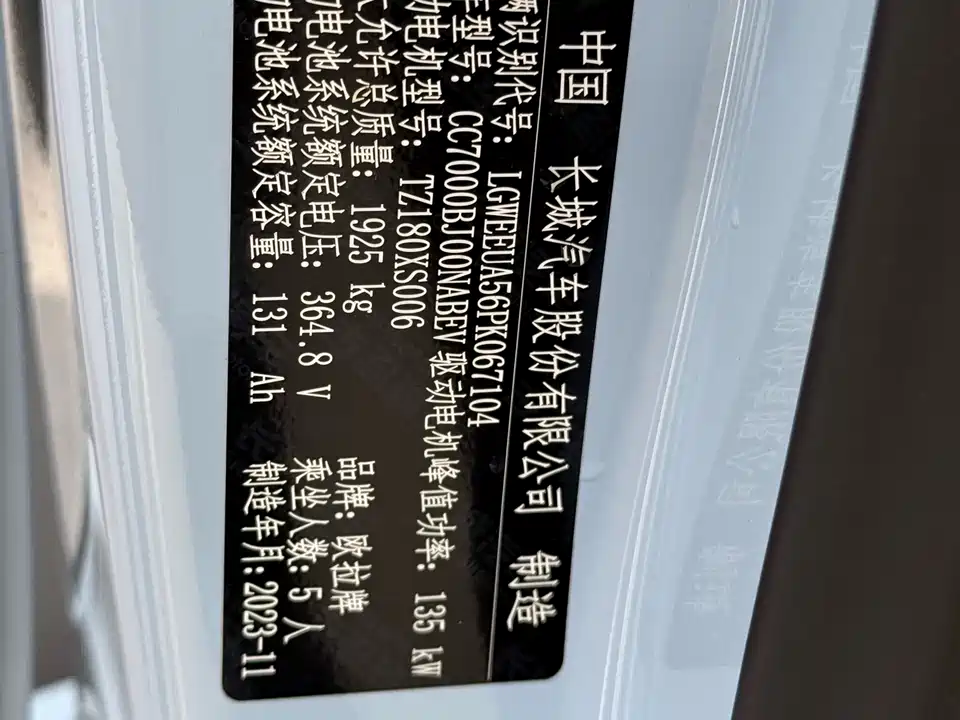 中国 长城汽车股份有限公司 制造
辆识别代号: LGWEEUA56PK067104
车型号: CC7000BJ00NABEV 驱动电机峰值功率: 135 kW
动电机型号: TZ180XS006
大允许总质量: 1925 kg 品牌: 欧拉牌
力电池系统额定电压: 364.8 V 乘坐人数: 5 人
力电池系统额定容量: 131 Ah 制造年月: 2023-11